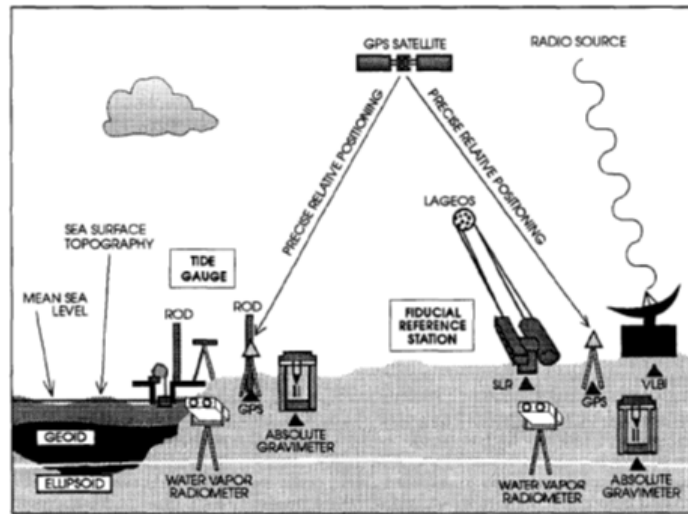 GPS SATELLITE
RADIO SOURCE
PRECISE RELATIVE POSITIONING
PRECISE RELATIVE POSITIONING
LAGEOS
SEA SURFACE
TOPOGRAPHY
TIDE
GAUGE
MEAN SEA
LEVEL
ROD
ROD
FIDUCIAL
REFERENCE
STATION
SLR
GPS
VLBI
GPS
GEOID
ABSOLUTE
GRAVIMETER
ELLIPSOID
WATER VAPOR
RADIOMETER
WATER VAPOR
RADIOMETER
ABSOLUTE
GRAVIMETER